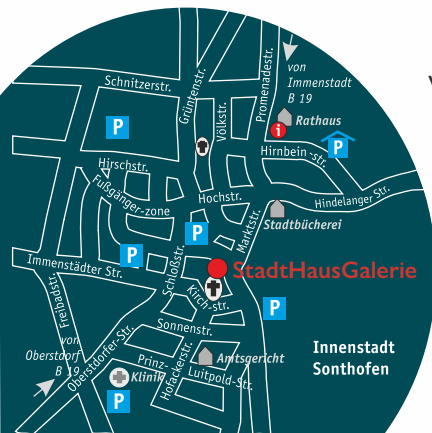 von
Immenstadt
B 19
Schnitzerstr.
Grüntenstr.
Völkstr.
Promenadestr.
Rathaus
i
P
P
Hirnbein-str.
Hirschstr.
Fußgänger-zone
Hochstr.
Hindelanger Str.
Stadtbücherei
Marktstr.
P
P
Immenstädter Str.
Schloßstr.
StadtHausGalerie
Freibadstr.
Kirch-str.
P
Sonnenstr.
von
Oberstdorf
B 19
Oberstdorfer-Str.
Prinz-
Luitpold-Str.
Hofackerstr.
Amtsgericht
Klinik
P
Innenstadt
Sonthofen